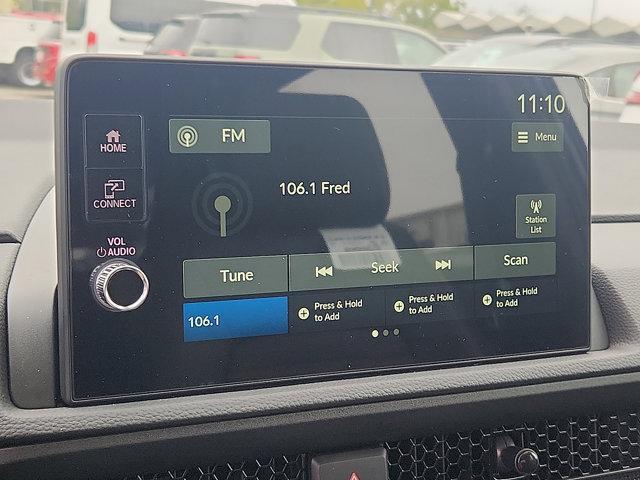 11:10
HOME
FM
Menu
CONNECT
106.1 Fred
Station
List
VOL
AUDIO
Tune
Seek
Scan
106.1
Press & Hold
to Add
Press & Hold
to Add
Press & Hold
to Add